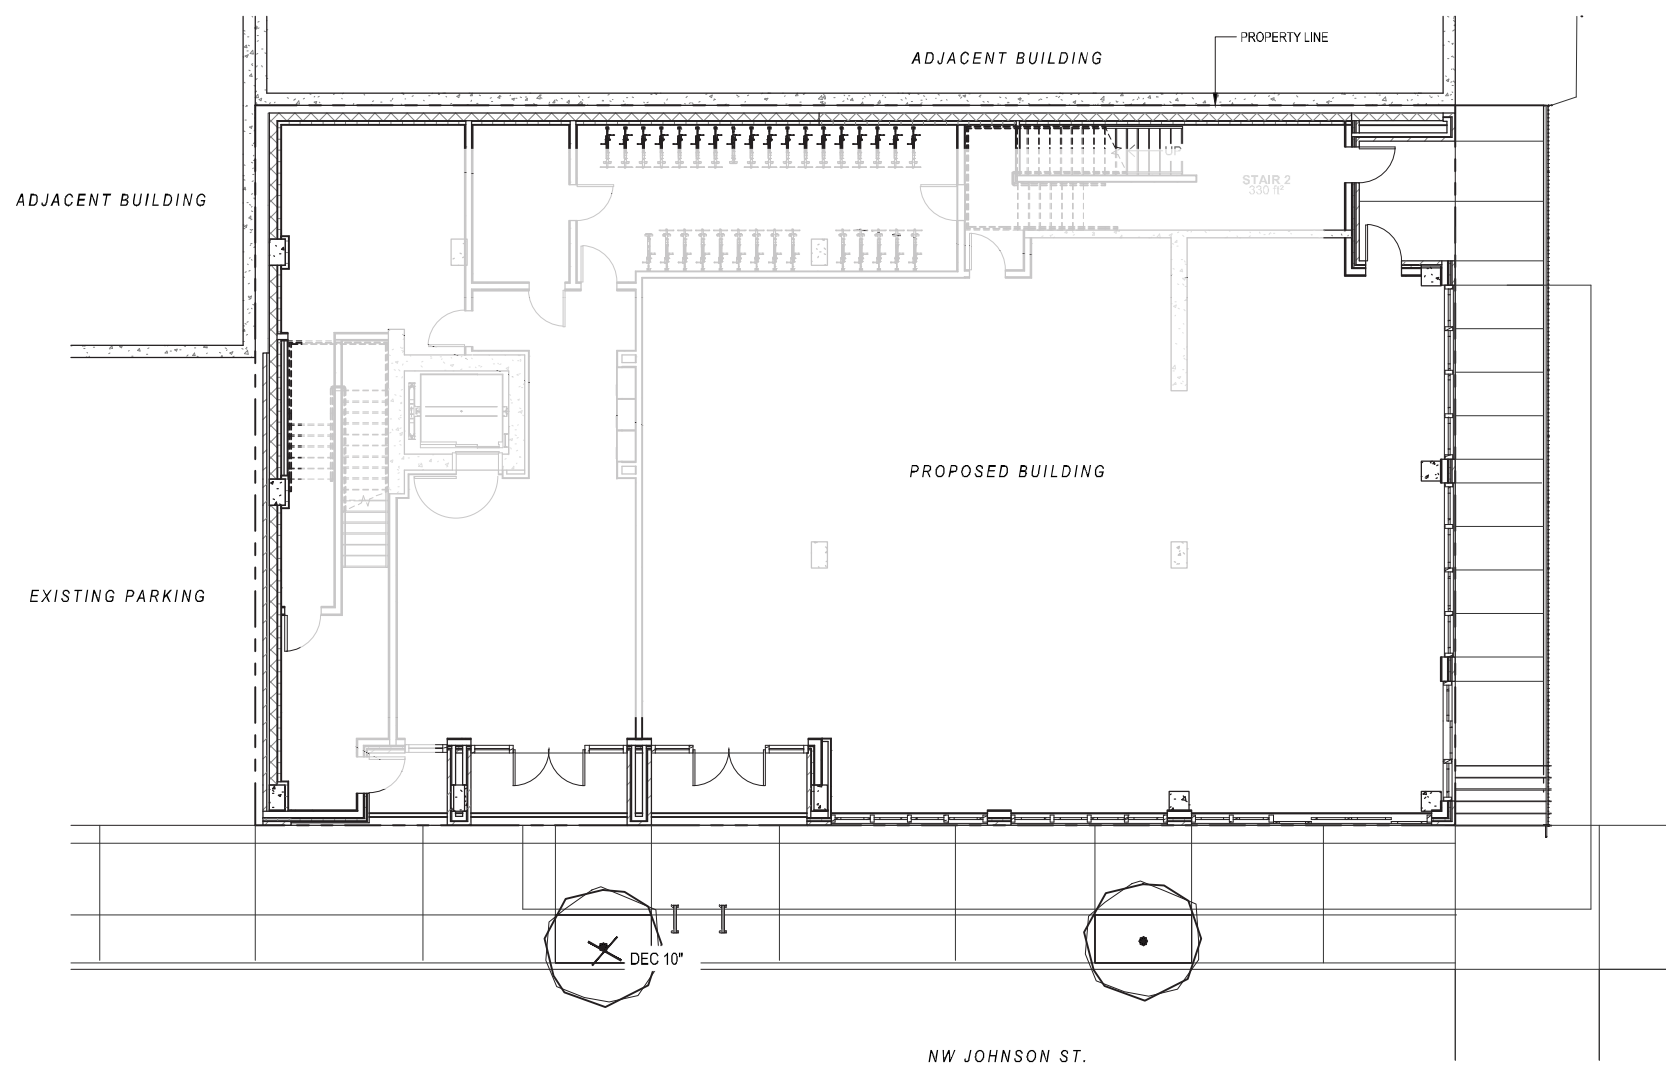 PROPERTY LINE
ADJACENT BUILDING
UP
STAIR 2
330 ft²
ADJACENT BUILDING
PROPOSED BUILDING
EXISTING PARKING
DEC 10"
NW JOHNSON ST.